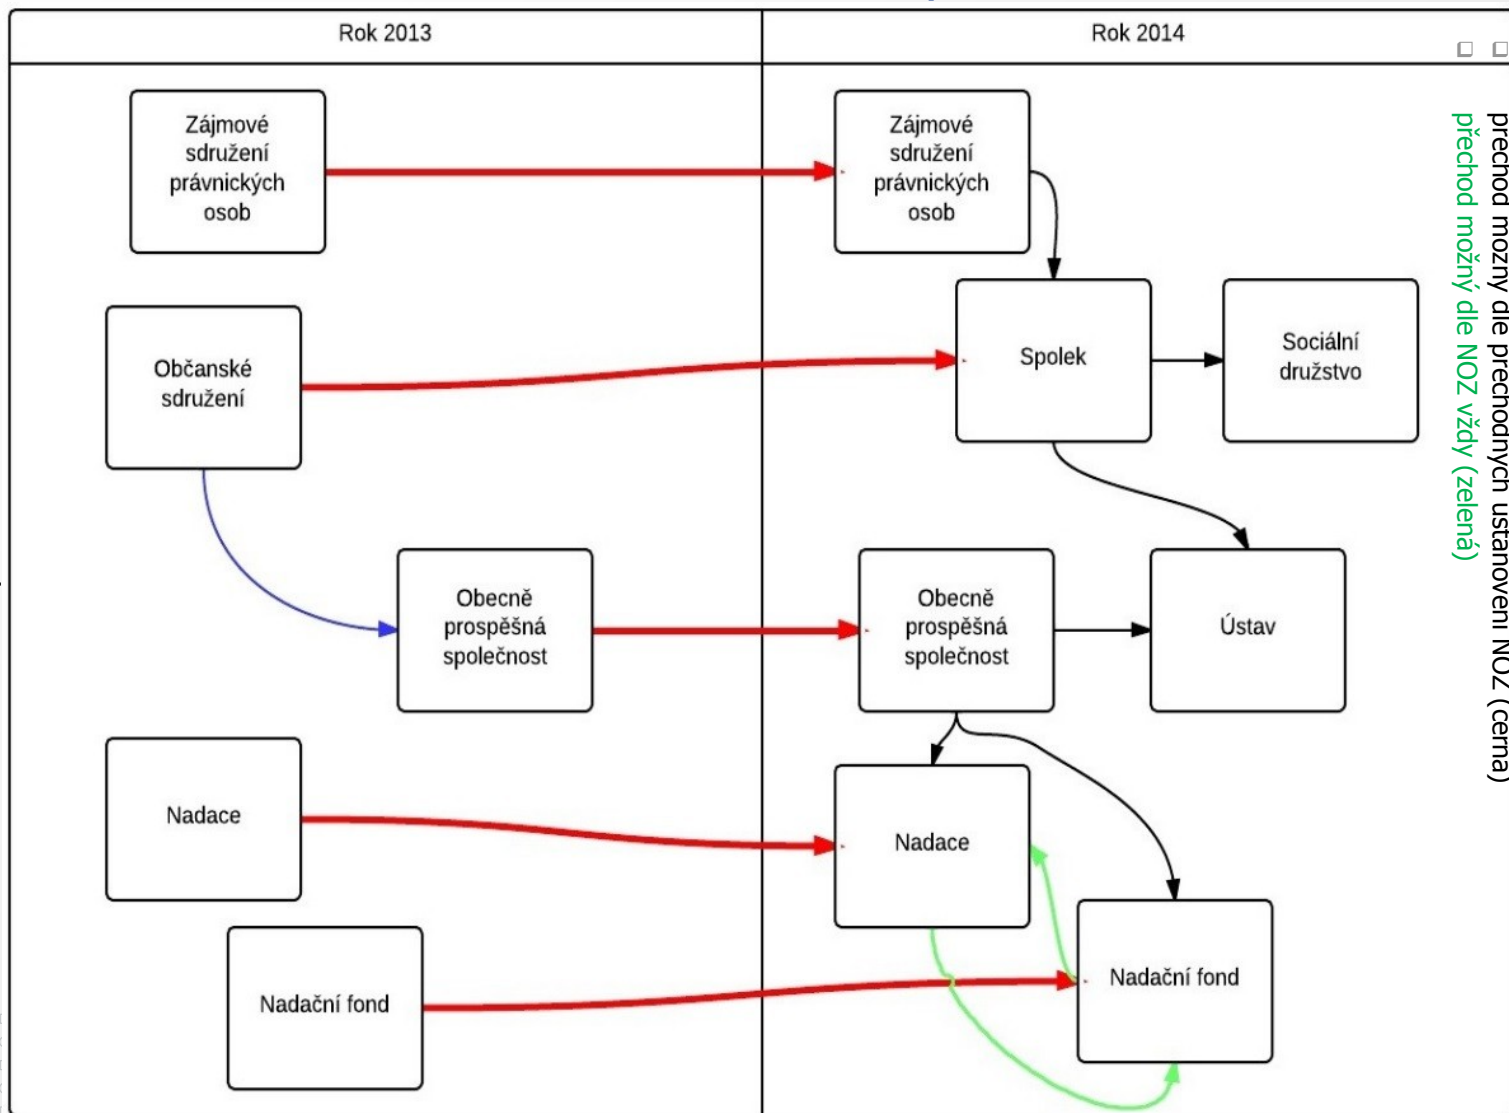 Rok 2013
Rok 2014
Zájmové
sdružení
právnických
osob
Zájmové
sdružení
právnických
osob
Občanské
sdružení
Spolek
Sociální
družstvo
Obecně
prospěšná
společnost
Obecně
prospěšná
společnost
Ústav
Nadace
Nadace
Nadační fond
Nadační fond
přechod možný dle přechodných ustanovení NOZ (černá)
přechod možný dle NOZ vždy (zelená)